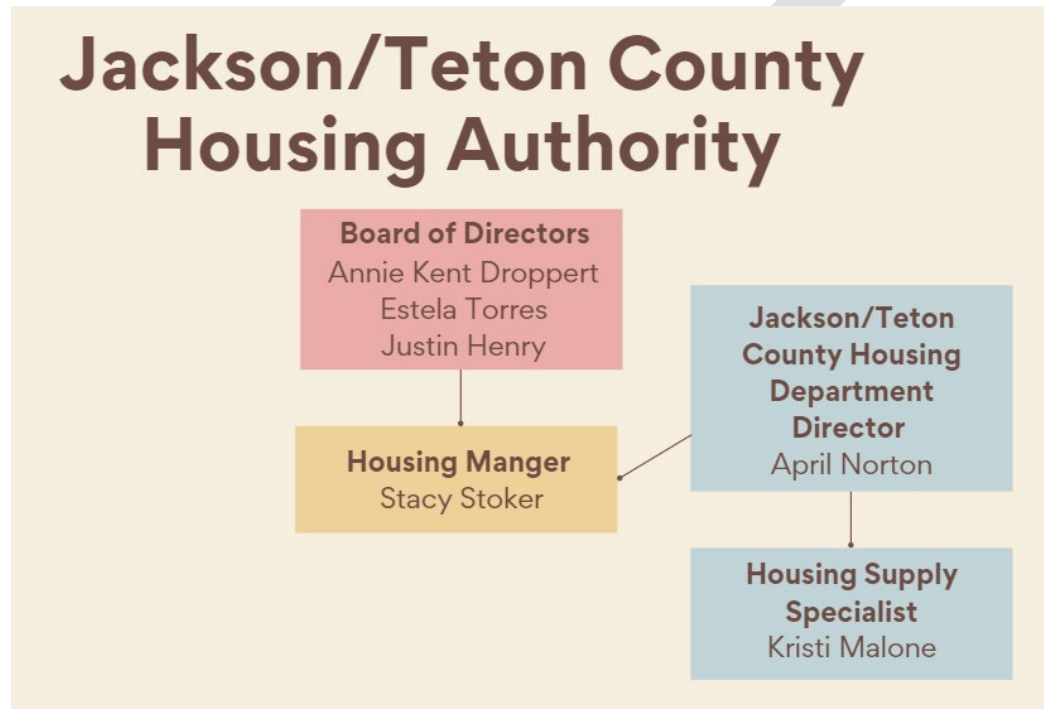 Jackson/Teton County
Housing Authority
Board of Directors
Annie Kent Droppert
Estela Torres
Justin Henry
Housing Manger
Stacy Stoker
Jackson/Teton
County Housing
Department
Director
April Norton
Housing Supply
Specialist
Kristi Malone